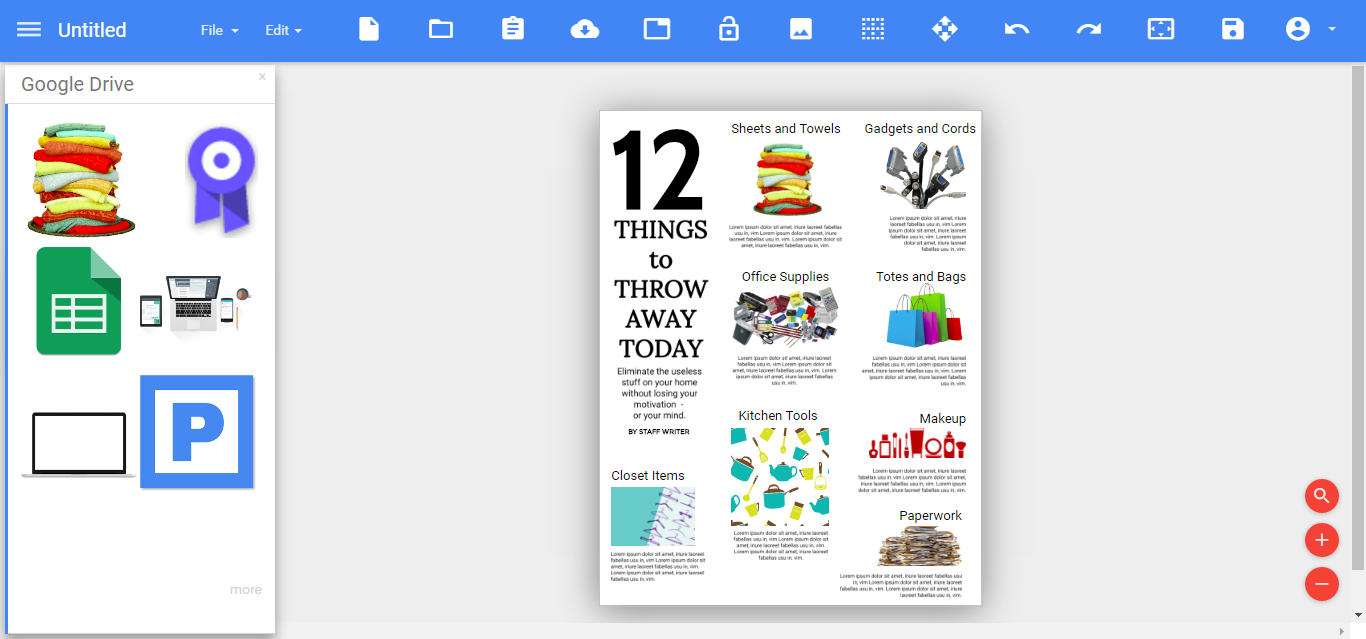 Untitled
File
Edit
Google Drive
x
P
more
12
THINGS
to
THROW
AWAY
TODAY
Eliminate the useless
stuff on your home
without losing your
motivation -
or your mind.
BY STAFF WRITER
Closet Items
Lorem ipsum dolor sit amet, iriure laoreet
fabellas usu in, vim. Lorem ipsum dolor sit
amet, iriure laoreet fabellas usu in, vim.
Lorem ipsum dolor sit amet, iriure laoreet
fabellas usu in, vim.
Sheets and Towels
Lorem ipsum dolor sit amet, iriure laoreet fabellas
usu in, vim Lorem ipsum dolor sit amet, iriure
laoreet fabellas usu in, vim Lorem ipsum dolor sit
amet, iriure laoreet fabellas usu in, vim.
Office Supplies
Lorem ipsum dolor sit amet, iriure laoreet
fabellas usu in, vim Lorem ipsum dolor sit
amet, iriure laoreet fabellas usu in, vim Lorem
ipsum dolor sit amet, iriure laoreet fabellas
usu in, vim.
Kitchen Tools
Lorem ipsum dolor sit amet, iriure laoreet
fabellas usu in, vim Lorem ipsum dolor sit
amet, iriure laoreet fabellas usu in, vim.
Lorem ipsum dolor sit amet, iriure laoreet
fabellas usu in, vim.
Gadgets and Cords
Lorem ipsum dolor sit amet, iriure
laoreet fabellas usu in, vim Lorem
ipsum dolor sit amet, iriure laoreet
fabellas usu in, vim Lorem ipsum
dolor sit amet, iriure laoreet
fabellas usu in, vim.
Totes and Bags
Lorem ipsum dolor sit amet, iriure laoreet
fabellas usu in, vim Lorem ipsum dolor sit
amet, iriure laoreet fabellas usu in, vim.
Lorem ipsum dolor sit amet, iriure laoreet
fabellas usu in, vim.
Makeup
Lorem ipsum dolor sit amet, iriure laoreet
fabellas usu in, vim Lorem ipsum dolor sit
amet, iriure laoreet fabellas usu in, vim. Lorem
ipsum dolor sit amet, iriure laoreet fabellas usu in, vim.
Paperwork
Lorem ipsum dolor sit amet, iriure laoreet fabellas usu
in, vim Lorem ipsum dolor sit amet, iriure laoreet
fabellas usu in, vim Lorem ipsum dolor sit amet, iriure
laoreet fabellas usu in, vim.